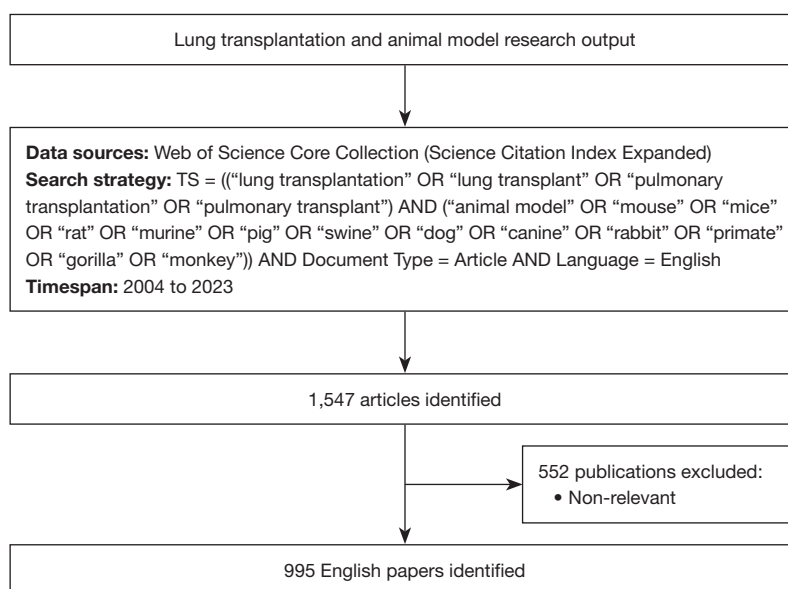 Lung transplantation and animal model research output
Data sources: Web of Science Core Collection (Science Citation Index Expanded)
Search strategy: TS = ((“lung transplantation” OR “lung transplant” OR “pulmonary
transplantation” OR “pulmonary transplant”) AND (“animal model” OR “mouse” OR “mice”
OR “rat” OR “murine” OR “pig” OR “swine” OR “dog” OR “canine” OR “rabbit” OR “primate”
OR “gorilla” OR “monkey”)) AND Document Type = Article AND Language = English
Timespan: 2004 to 2023
1,547 articles identified
552 publications excluded:
• Non-relevant
995 English papers identified